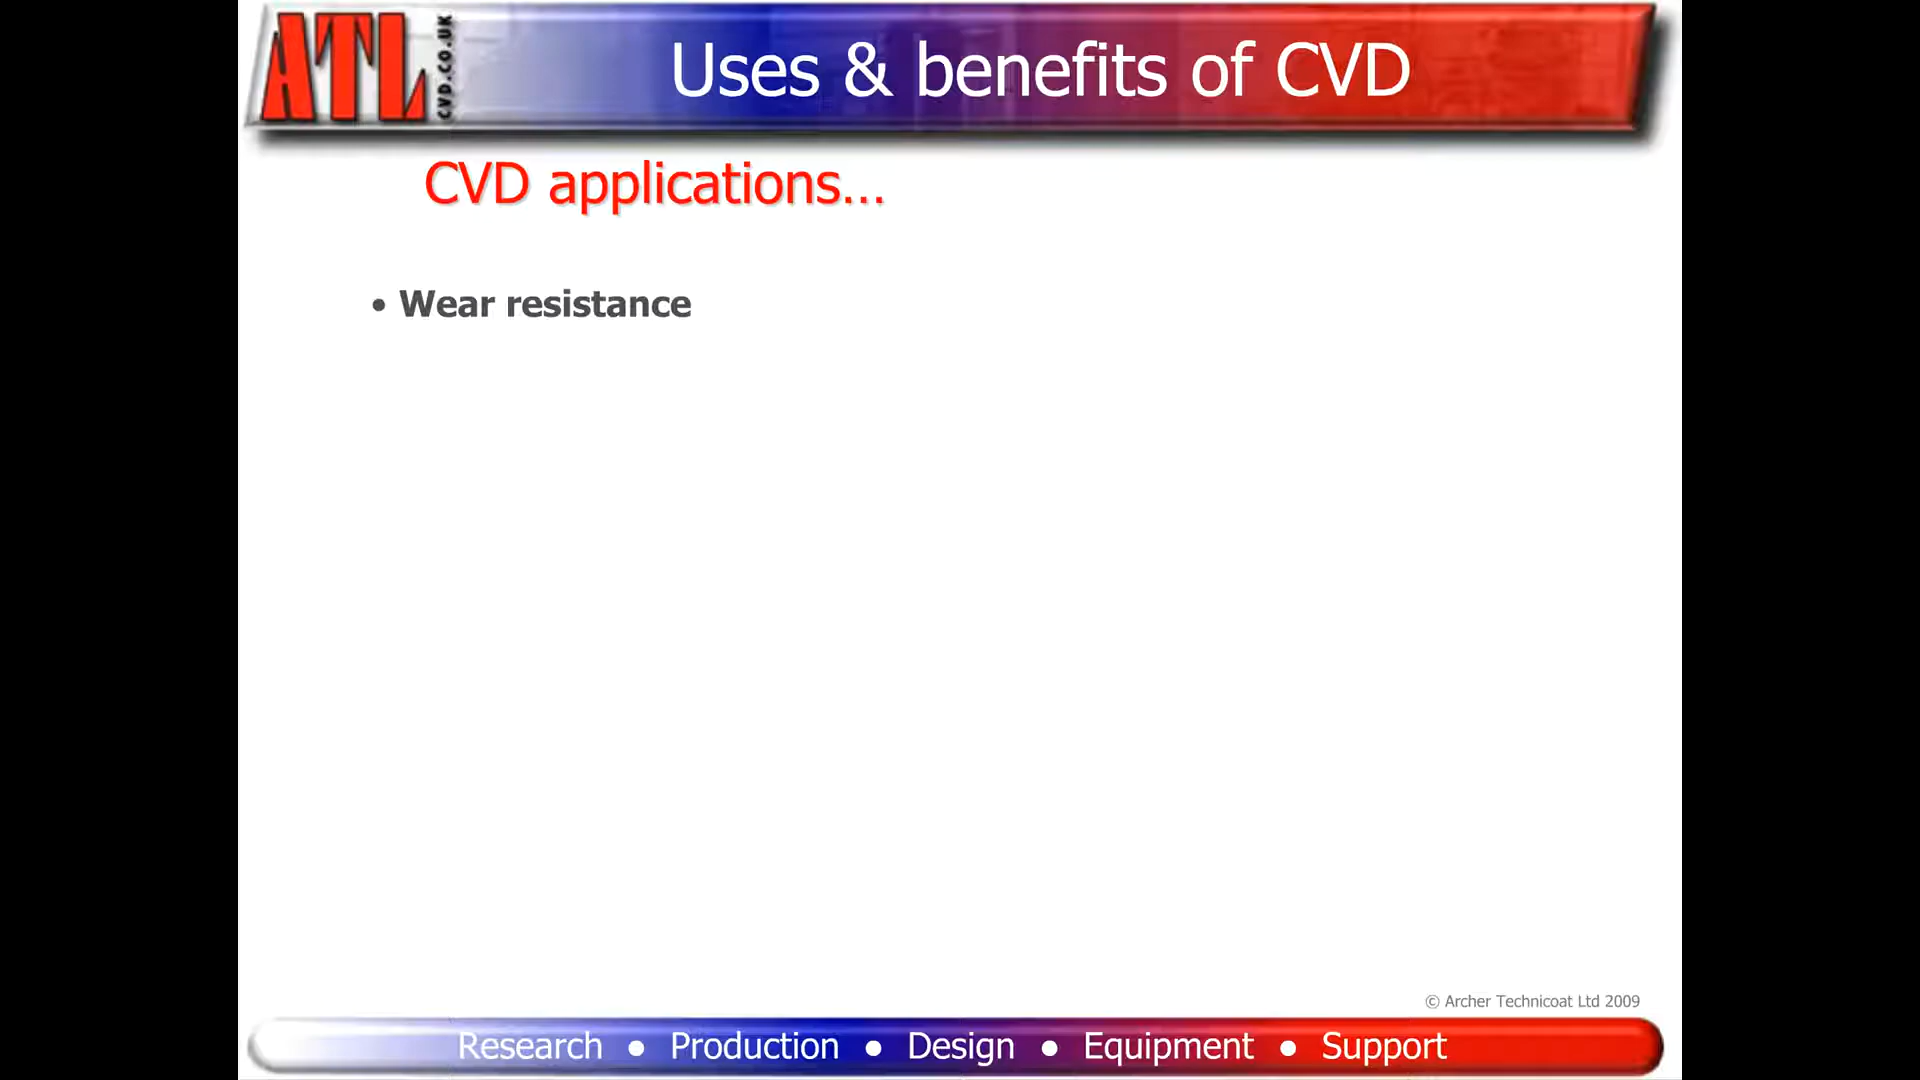 ATL
CVD.CO.UK
Uses & benefits of CVD
CVD applications...
• Wear resistance
© Archer Technicoat Ltd 2009
Research ● Production ● Design ● Equipment ● Support